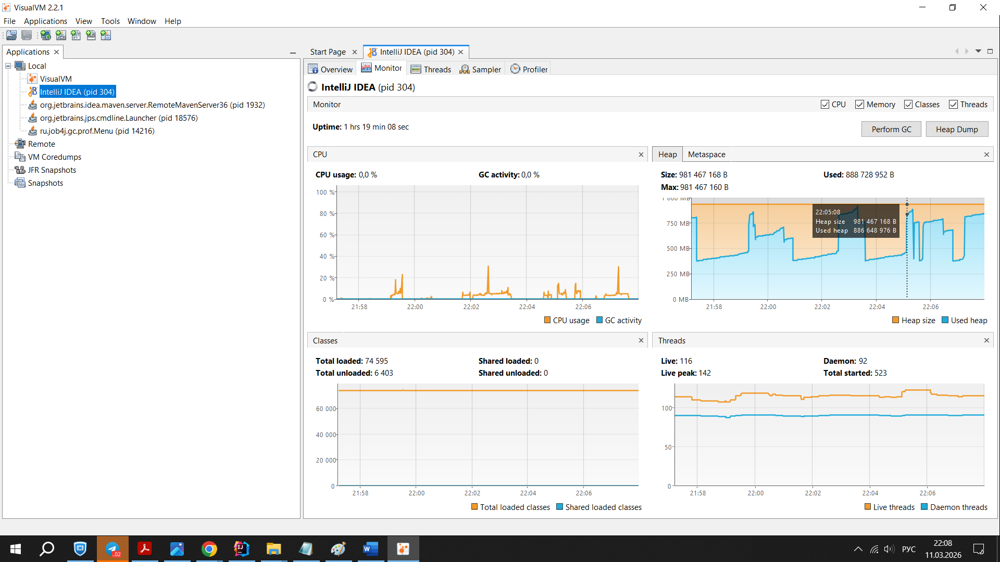 VisualVM 2.2.1
File Applications View Tools Window Help
Applications
Local
VisualVM
IntelliJ IDEA (pid 304)
org.jetbrains.idea.maven.server.RemoteMavenServer36 (pid 1932)
org.jetbrains.jps.cmdline.Launcher (pid 18576)
ru.job4j.gc.prof.Menu (pid 14216)
Remote
VM Coredumps
JFR Snapshots
Snapshots
Start Page IntelliJ IDEA (pid 304)
Overview Monitor Threads Sampler Profiler
IntelliJ IDEA (pid 304)
Monitor CPU Memory Classes Threads
Uptime: 1 hrs 19 min 08 sec
Perform GC Heap Dump
CPU
CPU usage: 0,0 % GC activity: 0,0 %
100 %
80 %
60 %
40 %
20 %
0 %
21:58 22:00 22:02 22:04 22:06
CPU usage GC activity
Heap Metaspace
Size: 981 467 168 B Used: 888 728 952 B
Max: 981 467 160 B
1 000 MB
750 MB
500 MB
250 MB
0 MB
22:05:08
Heap size 981 467 168 B
Used heap 886 648 976 B
21:58 22:00 22:02 22:04 22:06
Heap size Used heap
Classes
Total loaded: 74 595 Shared loaded: 0
Total unloaded: 6 403 Shared unloaded: 0
60 000
40 000
20 000
0
21:58 22:00 22:02 22:04 22:06
Total loaded classes Shared loaded classes
Threads
Live: 116 Daemon: 92
Live peak: 142 Total started: 523
100
50
0
21:58 22:00 22:02 22:04 22:06
Live threads Daemon threads
..02
РУС
22:08
11.03.2026